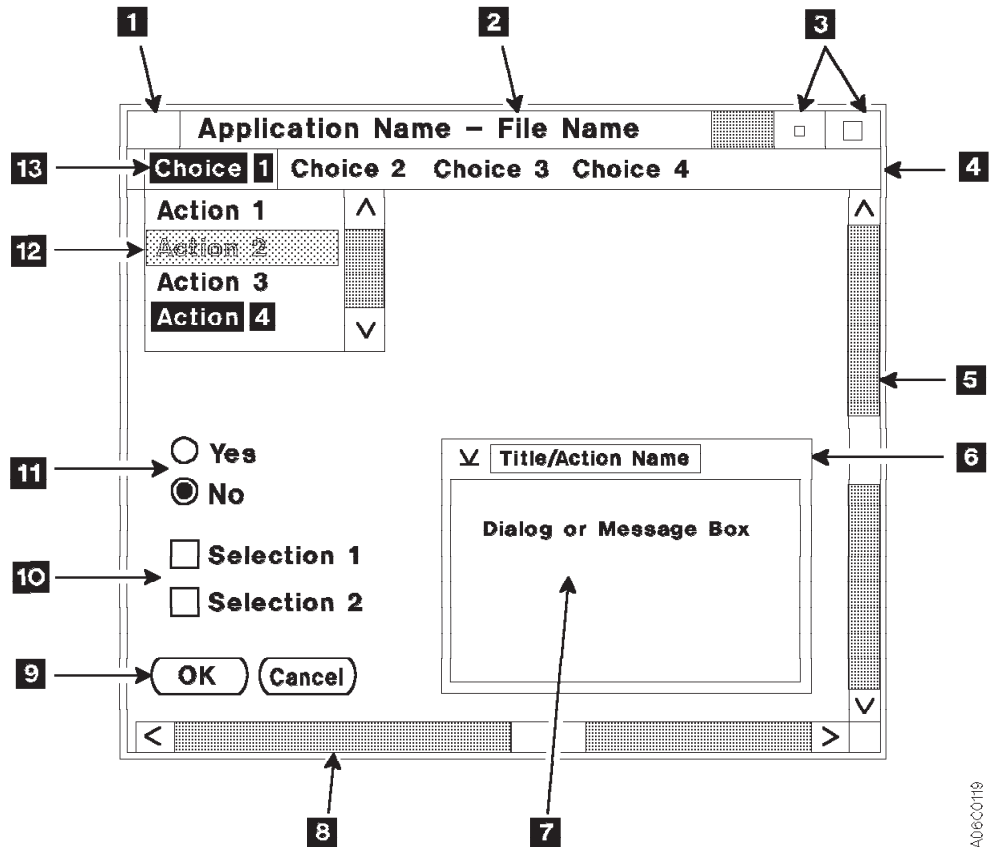 1 2 3
Application Name – File Name
13 Choice 1 Choice 2 Choice 3 Choice 4 4
Action 1
12 Action 2
Action 3
Action 4
5
11 Yes
No
Title/Action Name 6
Dialog or Message Box
10 Selection 1
Selection 2
9 OK Cancel
8 7
A06C0119